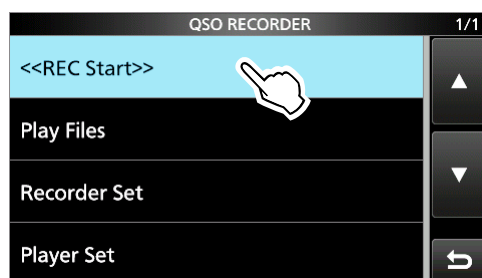 QSO RECORDER 1/1
<<REC Start>>
Play Files
Recorder Set
Player Set